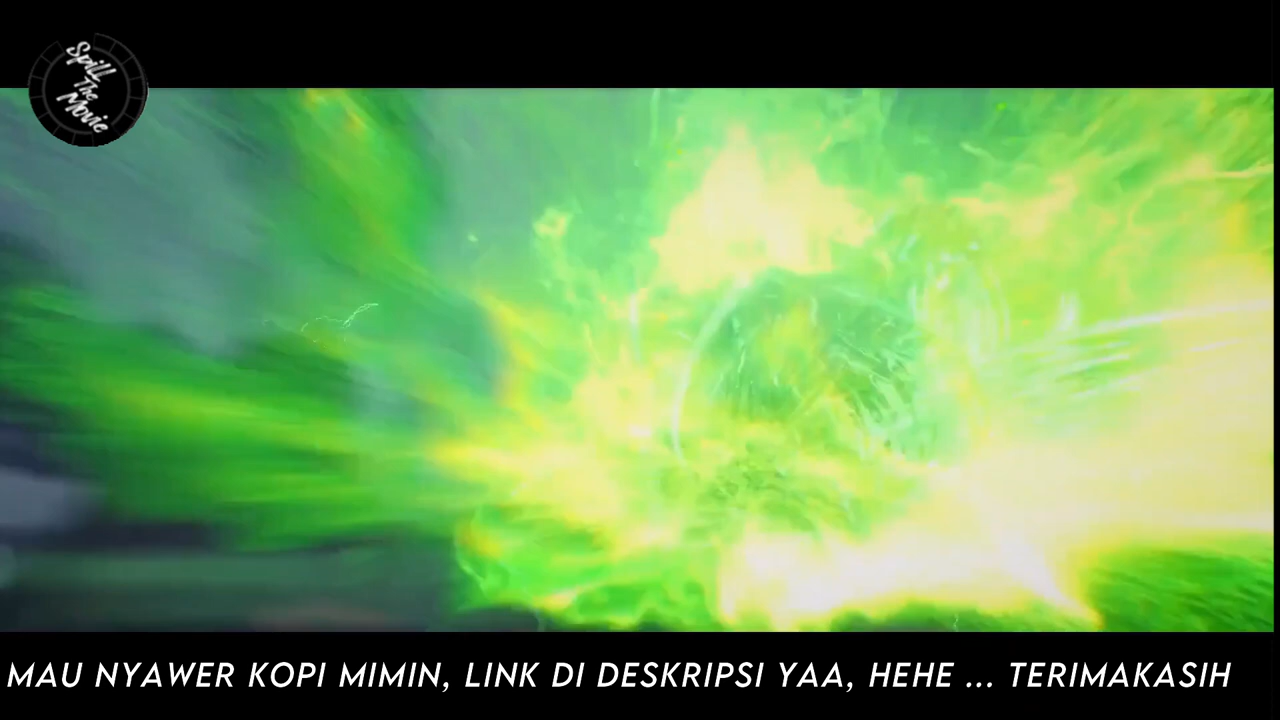 Spill
The
Movie
MAU NYAWER KOPI MIMIN, LINK DI DESKRIPSI YAA, HEHE ... TERIMAKASIH